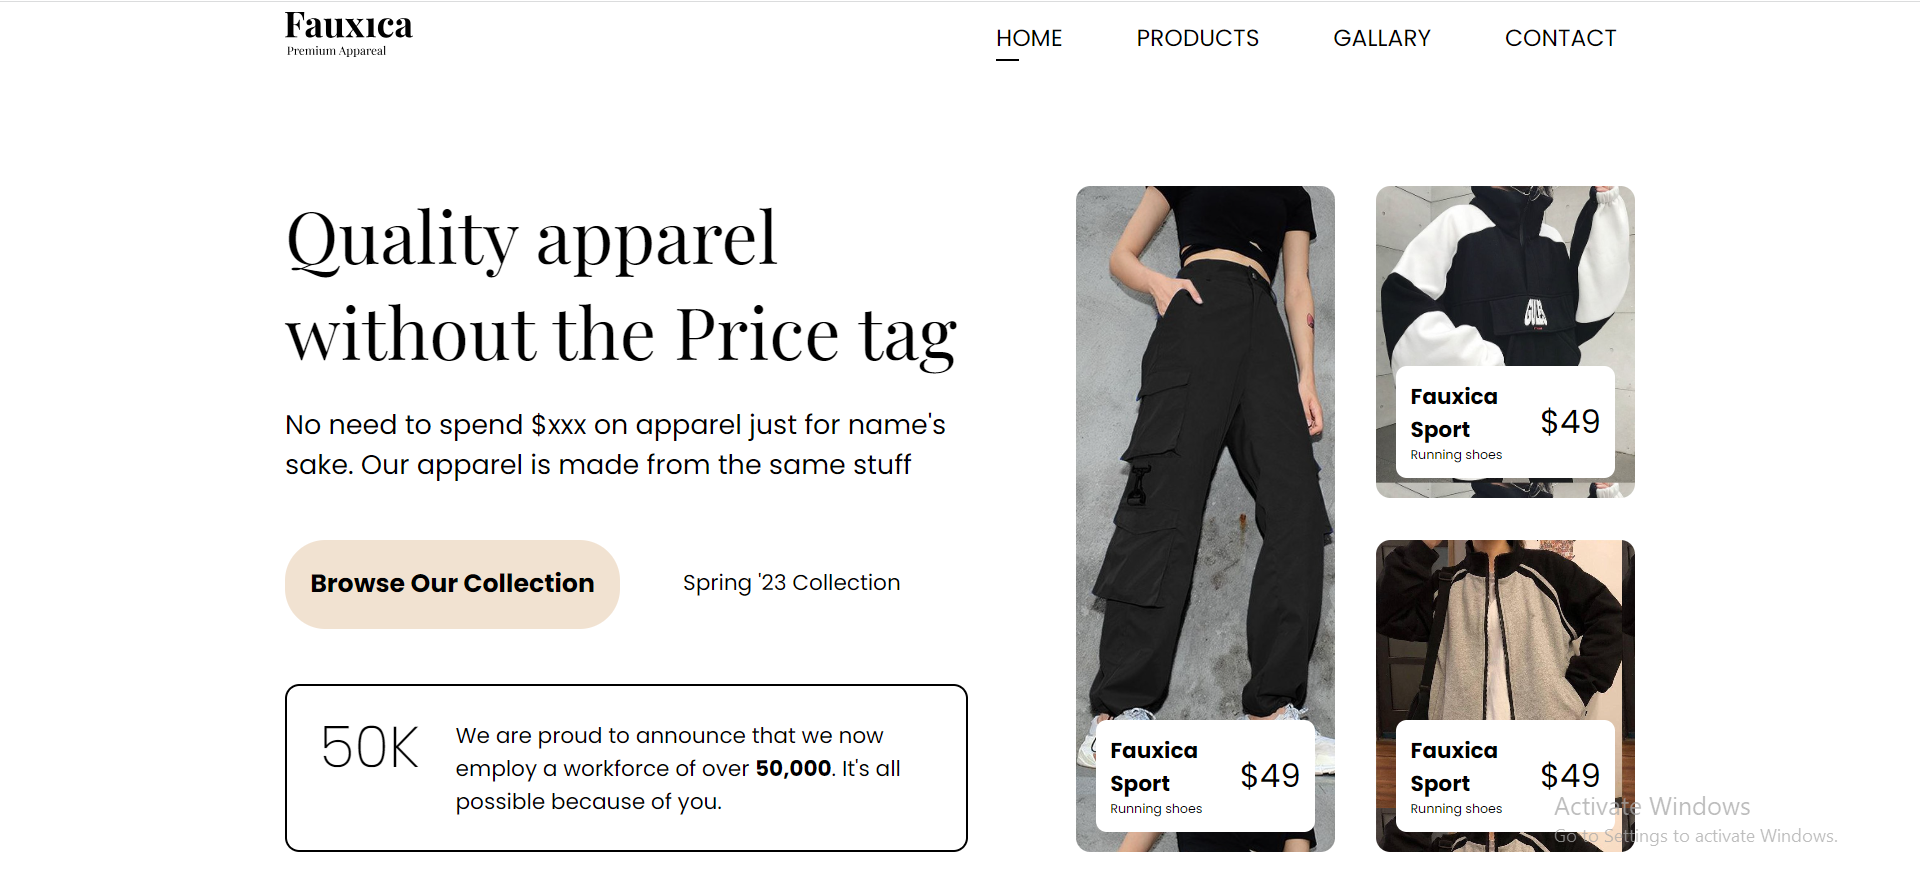 Fauxıca
Premium Appareal
HOME PRODUCTS GALLARY CONTACT
Quality apparel
without the Price tag
No need to spend $xxx on apparel just for name's
sake. Our apparel is made from the same stuff
Browse Our Collection
Spring '23 Collection
50K
We are proud to announce that we now
employ a workforce of over 50,000. It's all
possible because of you.
Fauxica
Sport
$49
Running shoes
Fauxica
Sport
$49
Running shoes
Fauxica
Sport
$49
Running shoes
Activate Windows
Go to Settings to activate Windows.